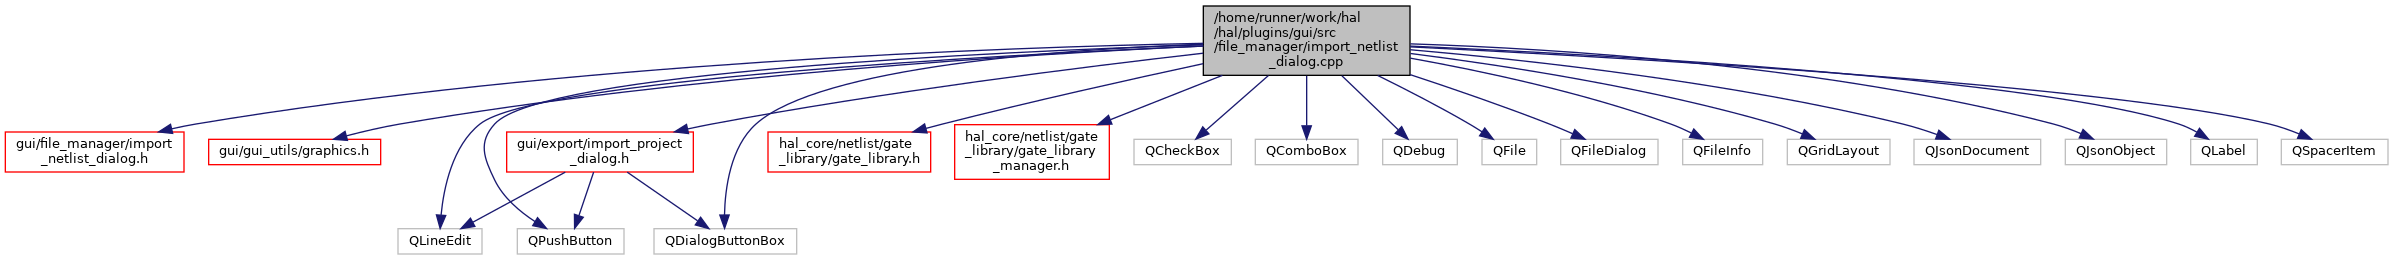 /home/runner/work/hal
/hal/plugins/gui/src
/file_manager/import_netlist
_dialog.cpp
gui/file_manager/import
_netlist_dialog.h
gui/gui_utils/graphics.h
gui/export/import_project
_dialog.h
hal_core/netlist/gate
_library/gate_library.h
hal_core/netlist/gate
_library/gate_library
_manager.h
QCheckBox
QComboBox
QDebug
QFile
QFileDialog
QFileInfo
QGridLayout
QJsonDocument
QJsonObject
QLabel
QSpacerItem
QLineEdit
QPushButton
QDialogButtonBox